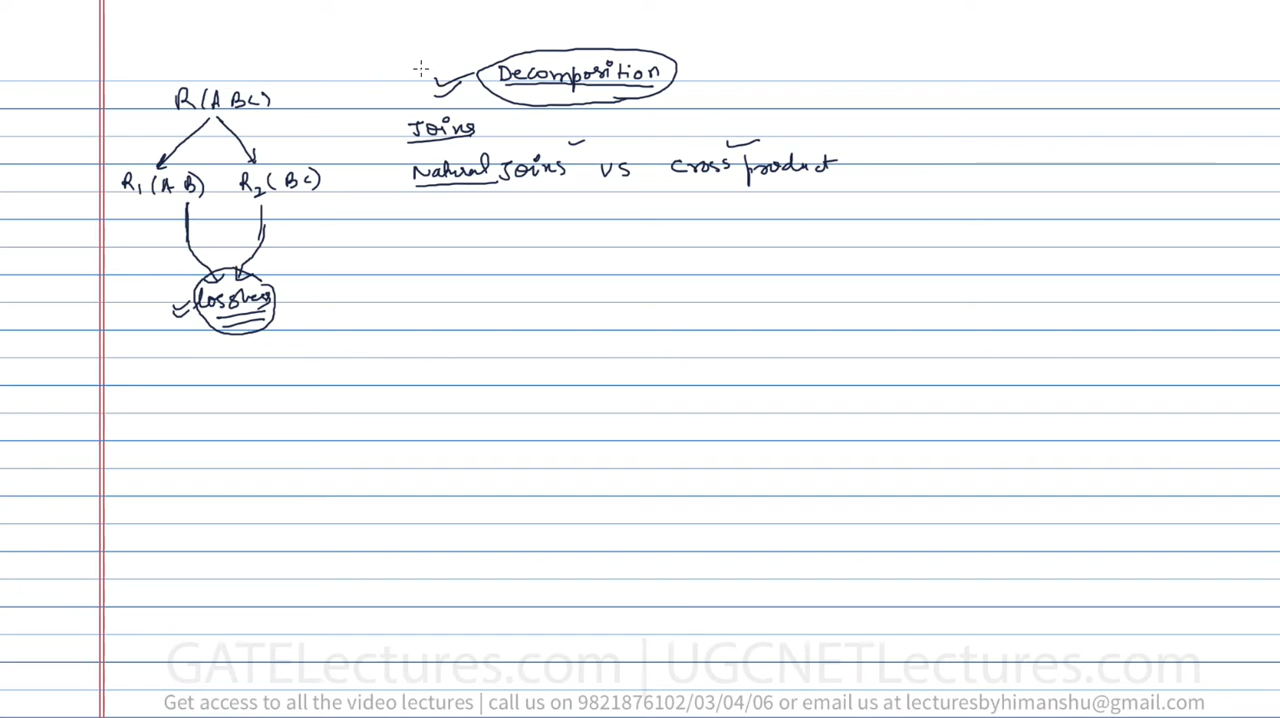 Decomposition
R(ABC)
Joins
Natural Joins vs cross product
R1(AB) R2(BC)
lossless
GATELectures.com | UGCNETLectures.com
Get access to all the video lectures | call us on 9821876102/03/04/06 or email us at lecturesbyhimanshu@gmail.com